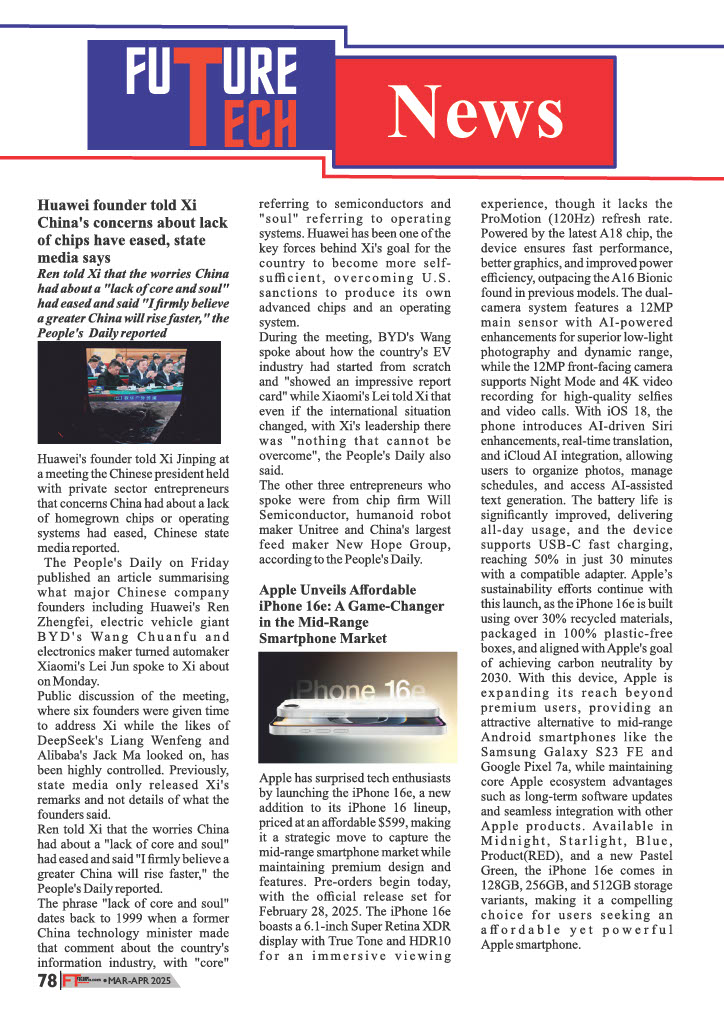 FUTURE
TECH
News
Huawei founder told Xi
China's concerns about lack
of chips have eased, state
media says
Ren told Xi that the worries China
had about a "lack of core and soul"
had eased and said "I firmly believe
a greater China will rise faster," the
People's Daily reported
Huawei's founder told Xi Jinping at
a meeting the Chinese president held
with private sector entrepreneurs
that concerns China had about a lack
of homegrown chips or operating
systems had eased, Chinese state
media reported.
The People's Daily on Friday
published an article summarising
what major Chinese company
founders including Huawei's Ren
Zhengfei, electric vehicle giant
BYD's Wang Chuanfu and
electronics maker turned automaker
Xiaomi's Lei Jun spoke to Xi about
on Monday.
Public discussion of the meeting,
where six founders were given time
to address Xi while the likes of
DeepSeek's Liang Wenfeng and
Alibaba's Jack Ma looked on, has
been highly controlled. Previously,
state media only released Xi's
remarks and not details of what the
founders said.
Ren told Xi that the worries China
had about a "lack of core and soul"
had eased and said "I firmly believe a
greater China will rise faster," the
People's Daily reported.
The phrase "lack of core and soul"
dates back to 1999 when a former
China technology minister made
that comment about the country's
information industry, with "core"
referring to semiconductors and
"soul" referring to operating
systems. Huawei has been one of the
key forces behind Xi's goal for the
country to become more self-
sufficient, overcoming U.S.
sanctions to produce its own
advanced chips and an operating
system.
During the meeting, BYD's Wang
spoke about how the country's EV
industry had started from scratch
and "showed an impressive report
card" while Xiaomi's Lei told Xi that
even if the international situation
changed, with Xi's leadership there
was "nothing that cannot be
overcome", the People's Daily also
said.
The other three entrepreneurs who
spoke were from chip firm Will
Semiconductor, humanoid robot
maker Unitree and China's largest
feed maker New Hope Group,
according to the People's Daily.
Apple Unveils Affordable
iPhone 16e: A Game-Changer
in the Mid-Range
Smartphone Market
iPhone 16e
Apple has surprised tech enthusiasts
by launching the iPhone 16e, a new
addition to its iPhone 16 lineup,
priced at an affordable $599, making
it a strategic move to capture the
mid-range smartphone market while
maintaining premium design and
features. Pre-orders begin today,
with the official release set for
February 28, 2025. The iPhone 16e
boasts a 6.1-inch Super Retina XDR
display with True Tone and HDR10
for an immersive viewing
experience, though it lacks the
ProMotion (120Hz) refresh rate.
Powered by the latest A18 chip, the
device ensures fast performance,
better graphics, and improved power
efficiency, outpacing the A16 Bionic
found in previous models. The dual-
camera system features a 12MP
main sensor with AI-powered
enhancements for superior low-light
photography and dynamic range,
while the 12MP front-facing camera
supports Night Mode and 4K video
recording for high-quality selfies
and video calls. With iOS 18, the
phone introduces AI-driven Siri
enhancements, real-time translation,
and iCloud AI integration, allowing
users to organize photos, manage
schedules, and access AI-assisted
text generation. The battery life is
significantly improved, delivering
all-day usage, and the device
supports USB-C fast charging,
reaching 50% in just 30 minutes
with a compatible adapter. Apple’s
sustainability efforts continue with
this launch, as the iPhone 16e is built
using over 30% recycled materials,
packaged in 100% plastic-free
boxes, and aligned with Apple's goal
of achieving carbon neutrality by
2030. With this device, Apple is
expanding its reach beyond
premium users, providing an
attractive alternative to mid-range
Android smartphones like the
Samsung Galaxy S23 FE and
Google Pixel 7a, while maintaining
core Apple ecosystem advantages
such as long-term software updates
and seamless integration with other
Apple products. Available in
Midnight, Starlight, Blue,
Product(RED), and a new Pastel
Green, the iPhone 16e comes in
128GB, 256GB, and 512GB storage
variants, making it a compelling
choice for users seeking an
affordable yet powerful
Apple smartphone.
78 FT • MAR-APR 2025